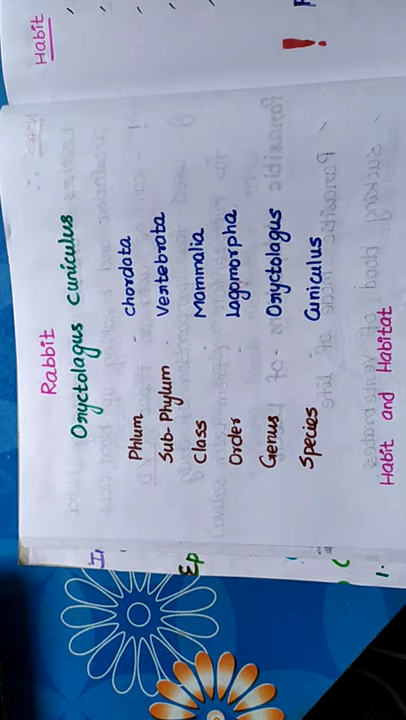 Rabbit
Oryctolagus Cuniculus
Phlum - chordata
Sub-Phylum - Vertebrata
Class - Mammalia
Order - Lagomorpha
Genus - Oryctolagus
Species - Cuniculus
Habit and Habitat
1.
Habit